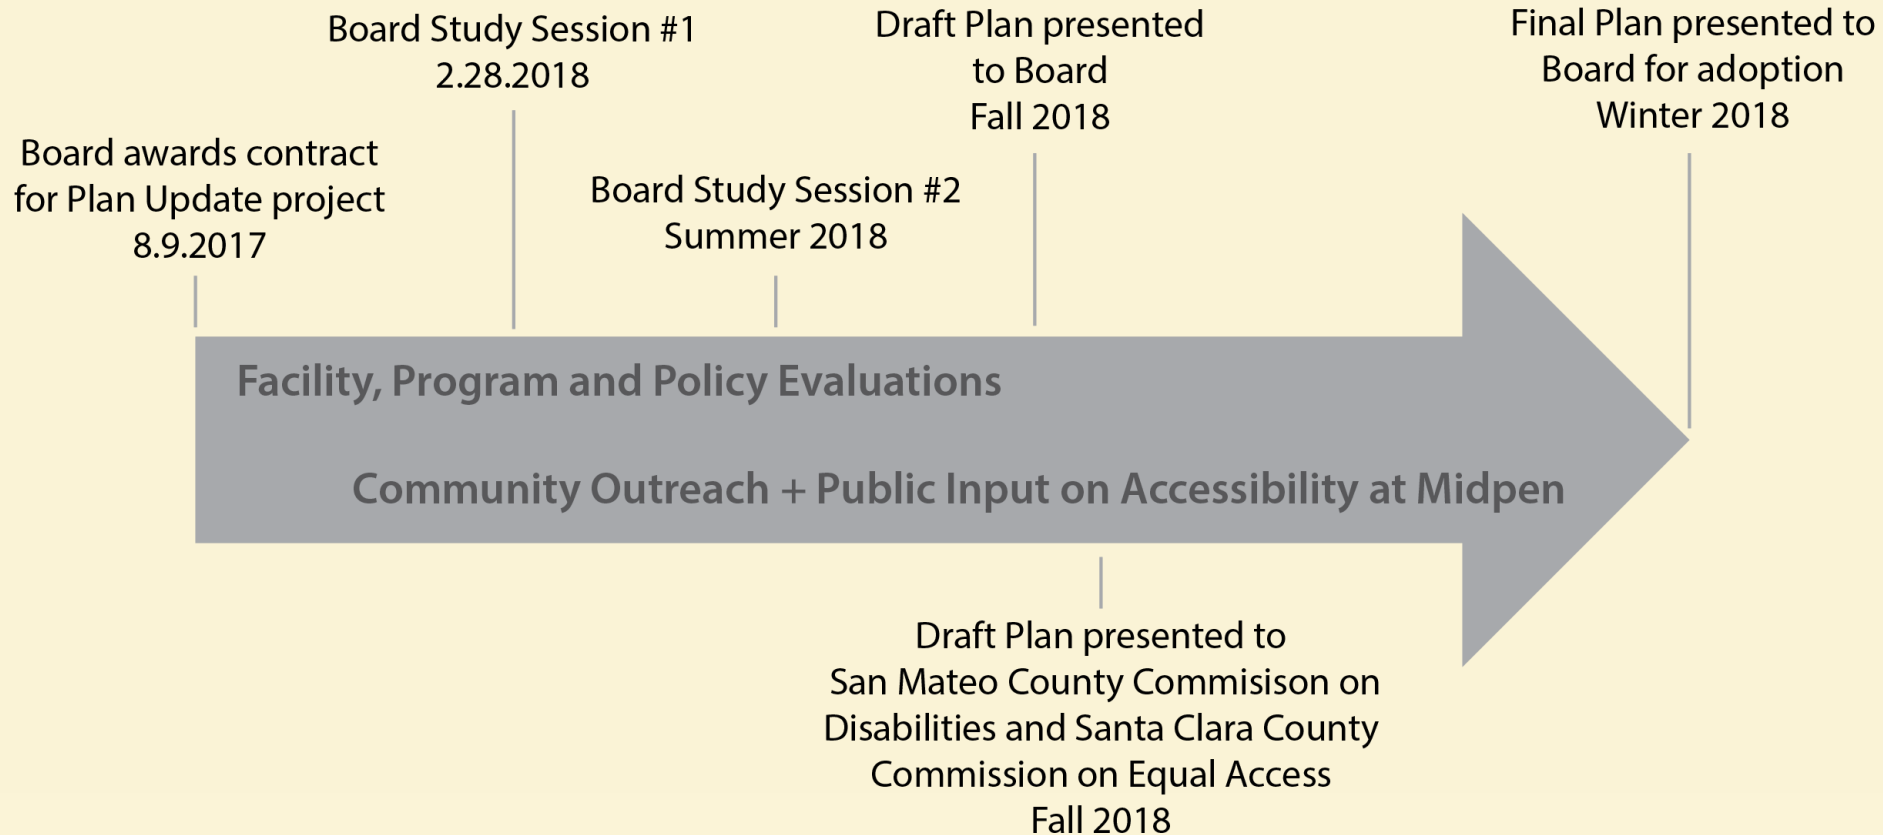 Board awards contract
for Plan Update project
8.9.2017
Board Study Session #1
2.28.2018
Board Study Session #2
Summer 2018
Draft Plan presented
to Board
Fall 2018
Final Plan presented to
Board for adoption
Winter 2018
Facility, Program and Policy Evaluations
Community Outreach + Public Input on Accessibility at Midpen
Draft Plan presented to
San Mateo County Commisison on
Disabilities and Santa Clara County
Commission on Equal Access
Fall 2018